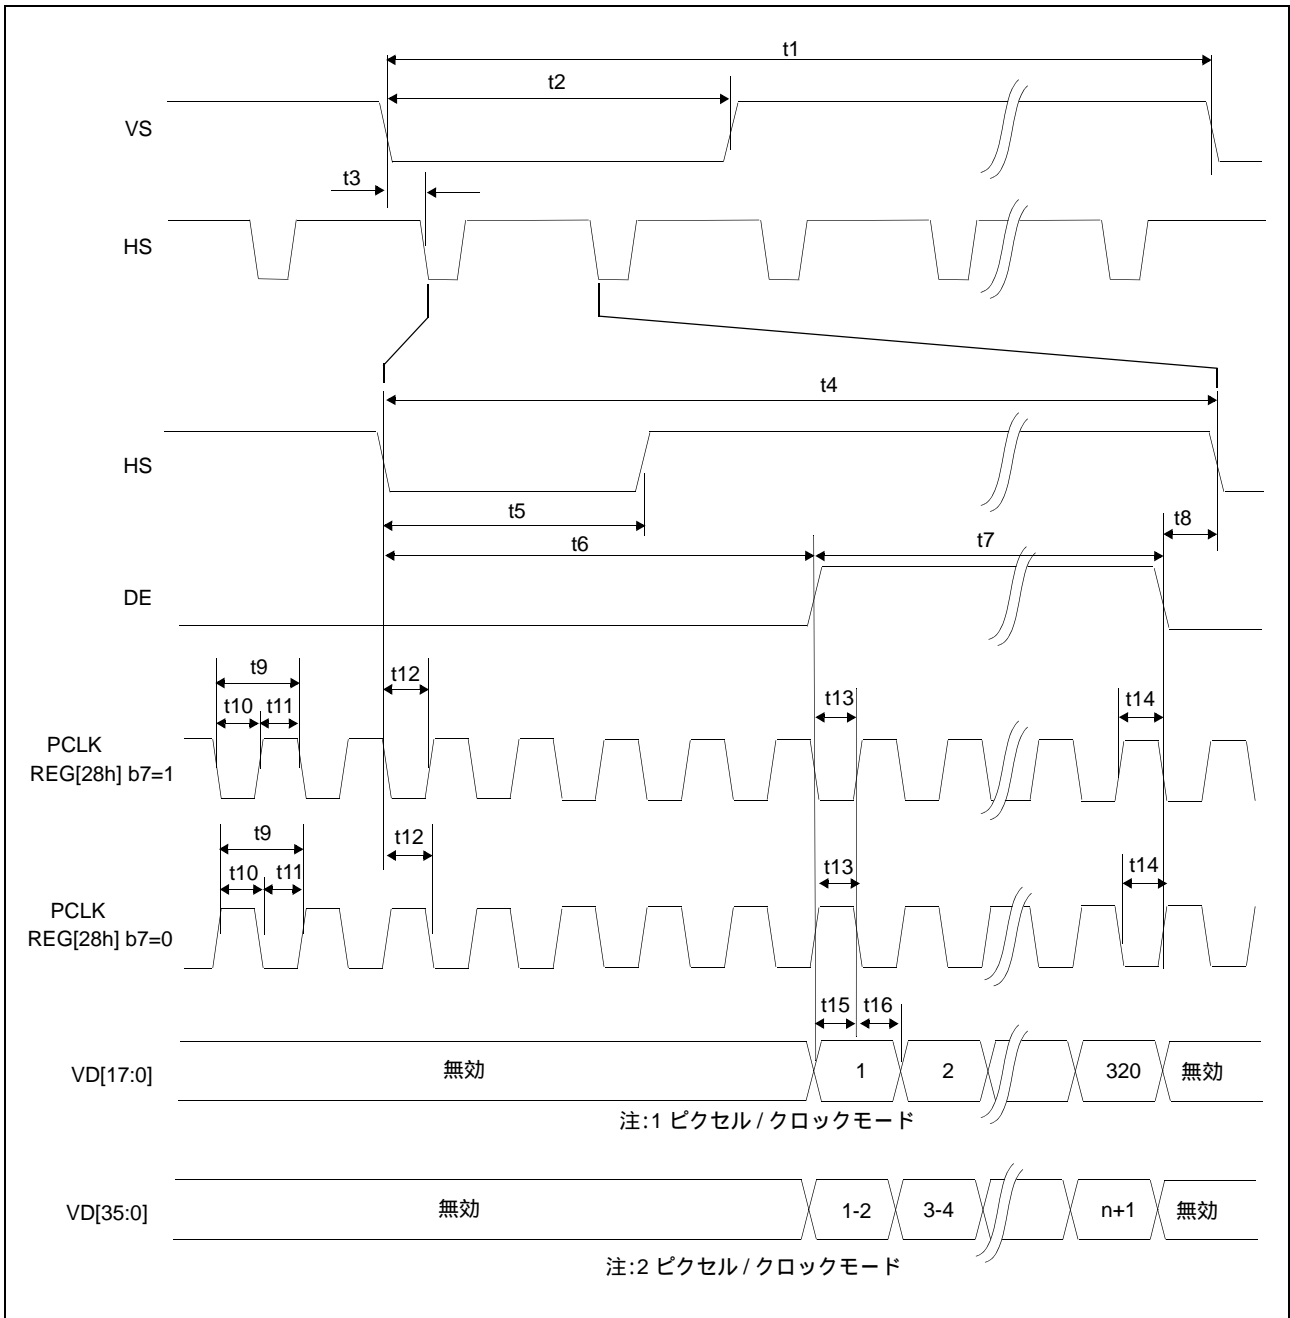 t1
t2
VS
t3
HS
t4
HS
t5
t8
t6
t7
DE
t9
t12
t10 t11
t13
t14
PCLK
REG[28h] b7=1
t9
t12
t10 t11
t13
t14
PCLK
REG[28h] b7=0
t15 t16
VD[17:0]
無効
1
2
320
無効
注:1 ピクセル / クロックモード
VD[35:0]
無効
1-2
3-4
n+1
無効
注:2 ピクセル / クロックモード